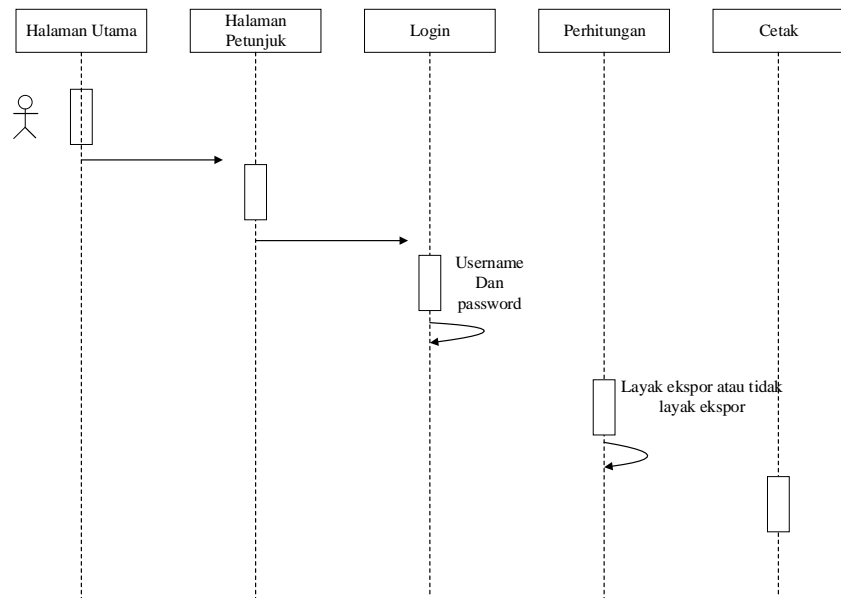 Halaman Utama
Halaman
Petunjuk
Login
Perhitungan
Cetak
Username
Dan
password
Layak ekspor atau tidak
layak ekspor